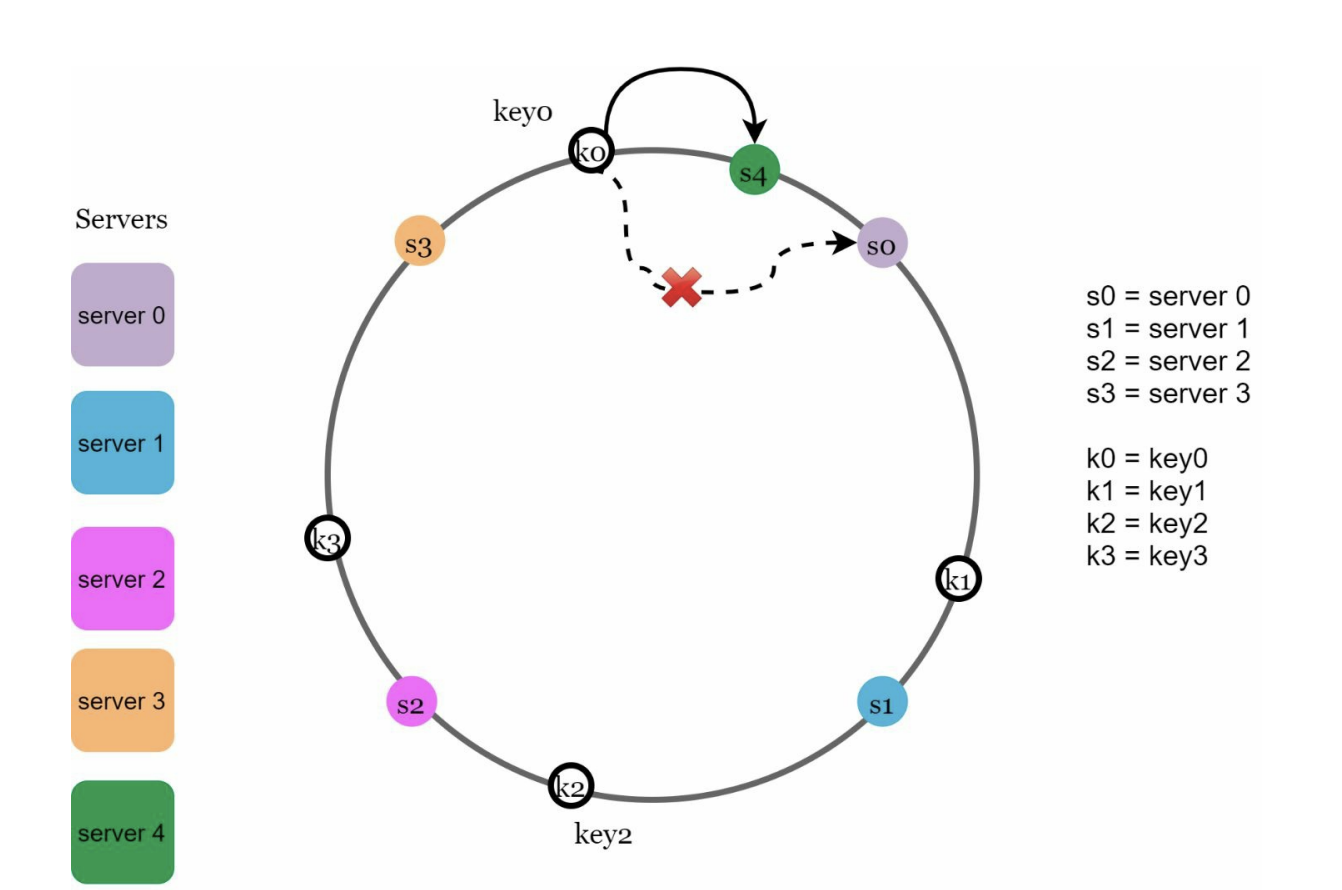 key0
k0
s4
Servers
s3
s0
server 0
s0 = server 0
s1 = server 1
s2 = server 2
s3 = server 3
server 1
k0 = key0
k1 = key1
k2 = key2
k3 = key3
k3
k1
server 2
server 3
s2
s1
k2
key2
server 4